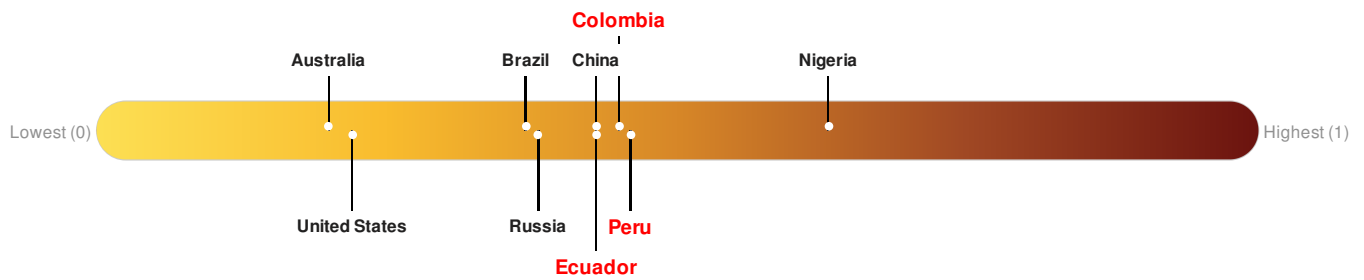 Colombia
Australia
Brazil
China
Nigeria
Lowest (0)
Highest (1)
United States
Russia
Peru
Ecuador